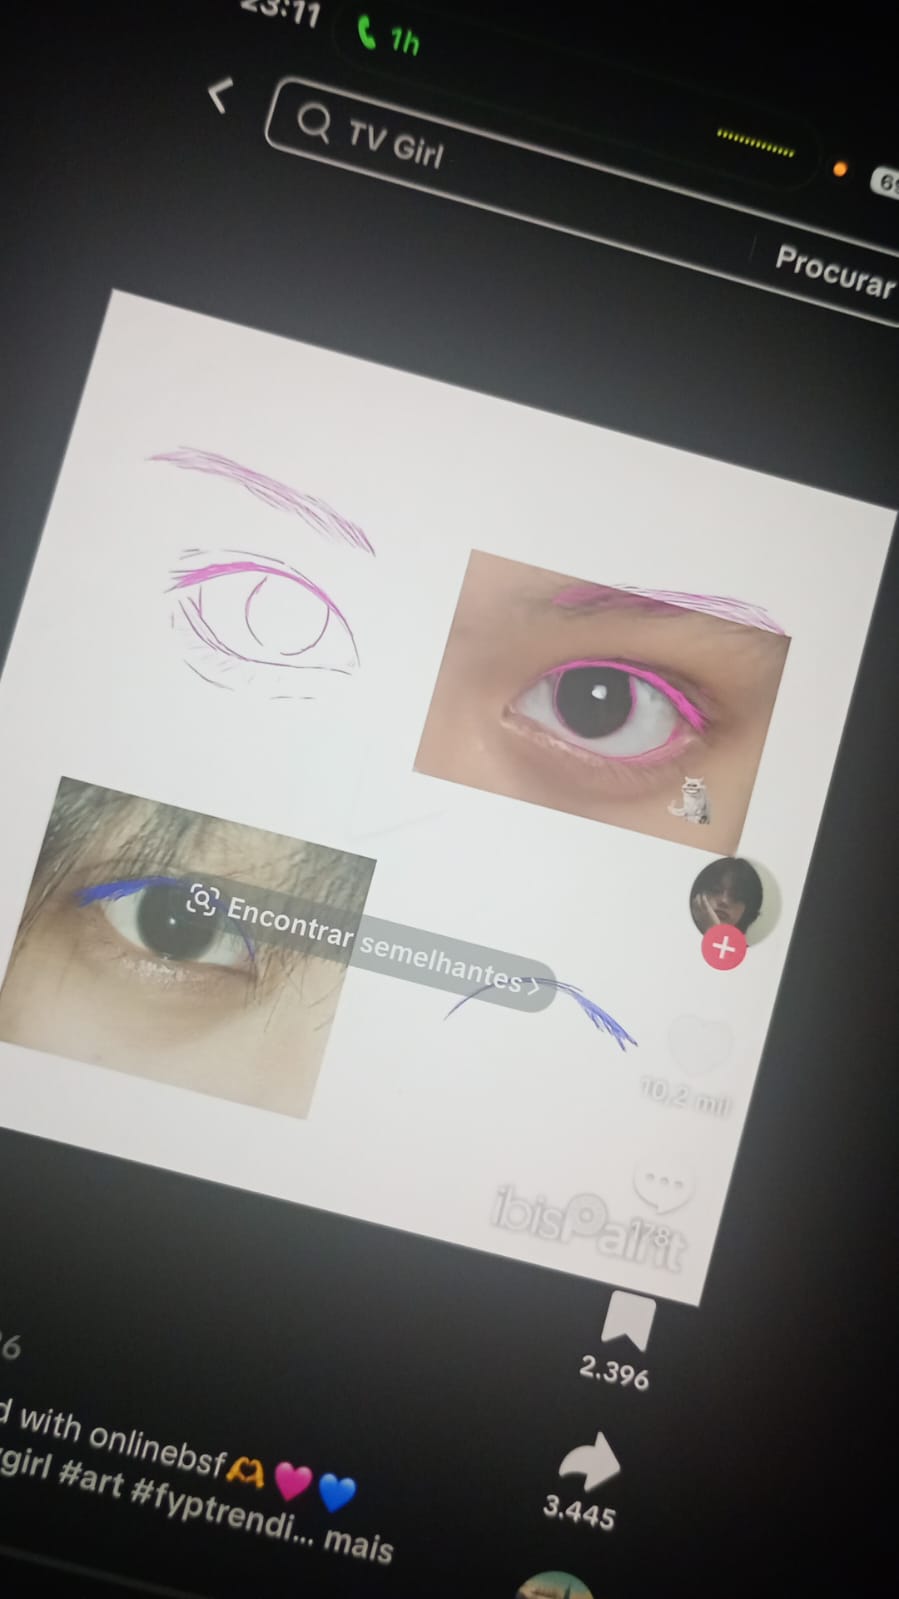 23:11
1h
TV Girl
Procurar
Encontrar semelhantes >
10,2 mil
ibisPaint
178
2.396
d with onlinebsf🫶💗💙
girl #art #fyptrendi... mais
3.445